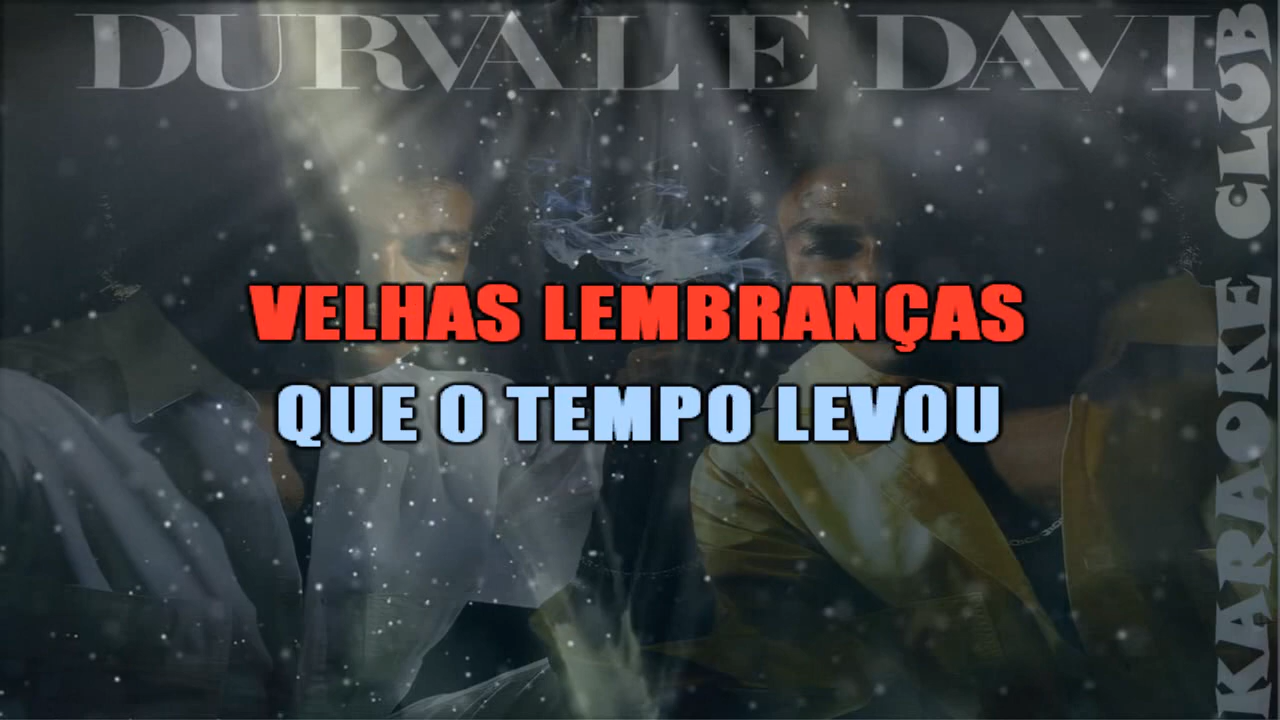 DURVAL E DAVI
VELHAS LEMBRANÇAS
QUE O TEMPO LEVOU
KARAOKE CLUB